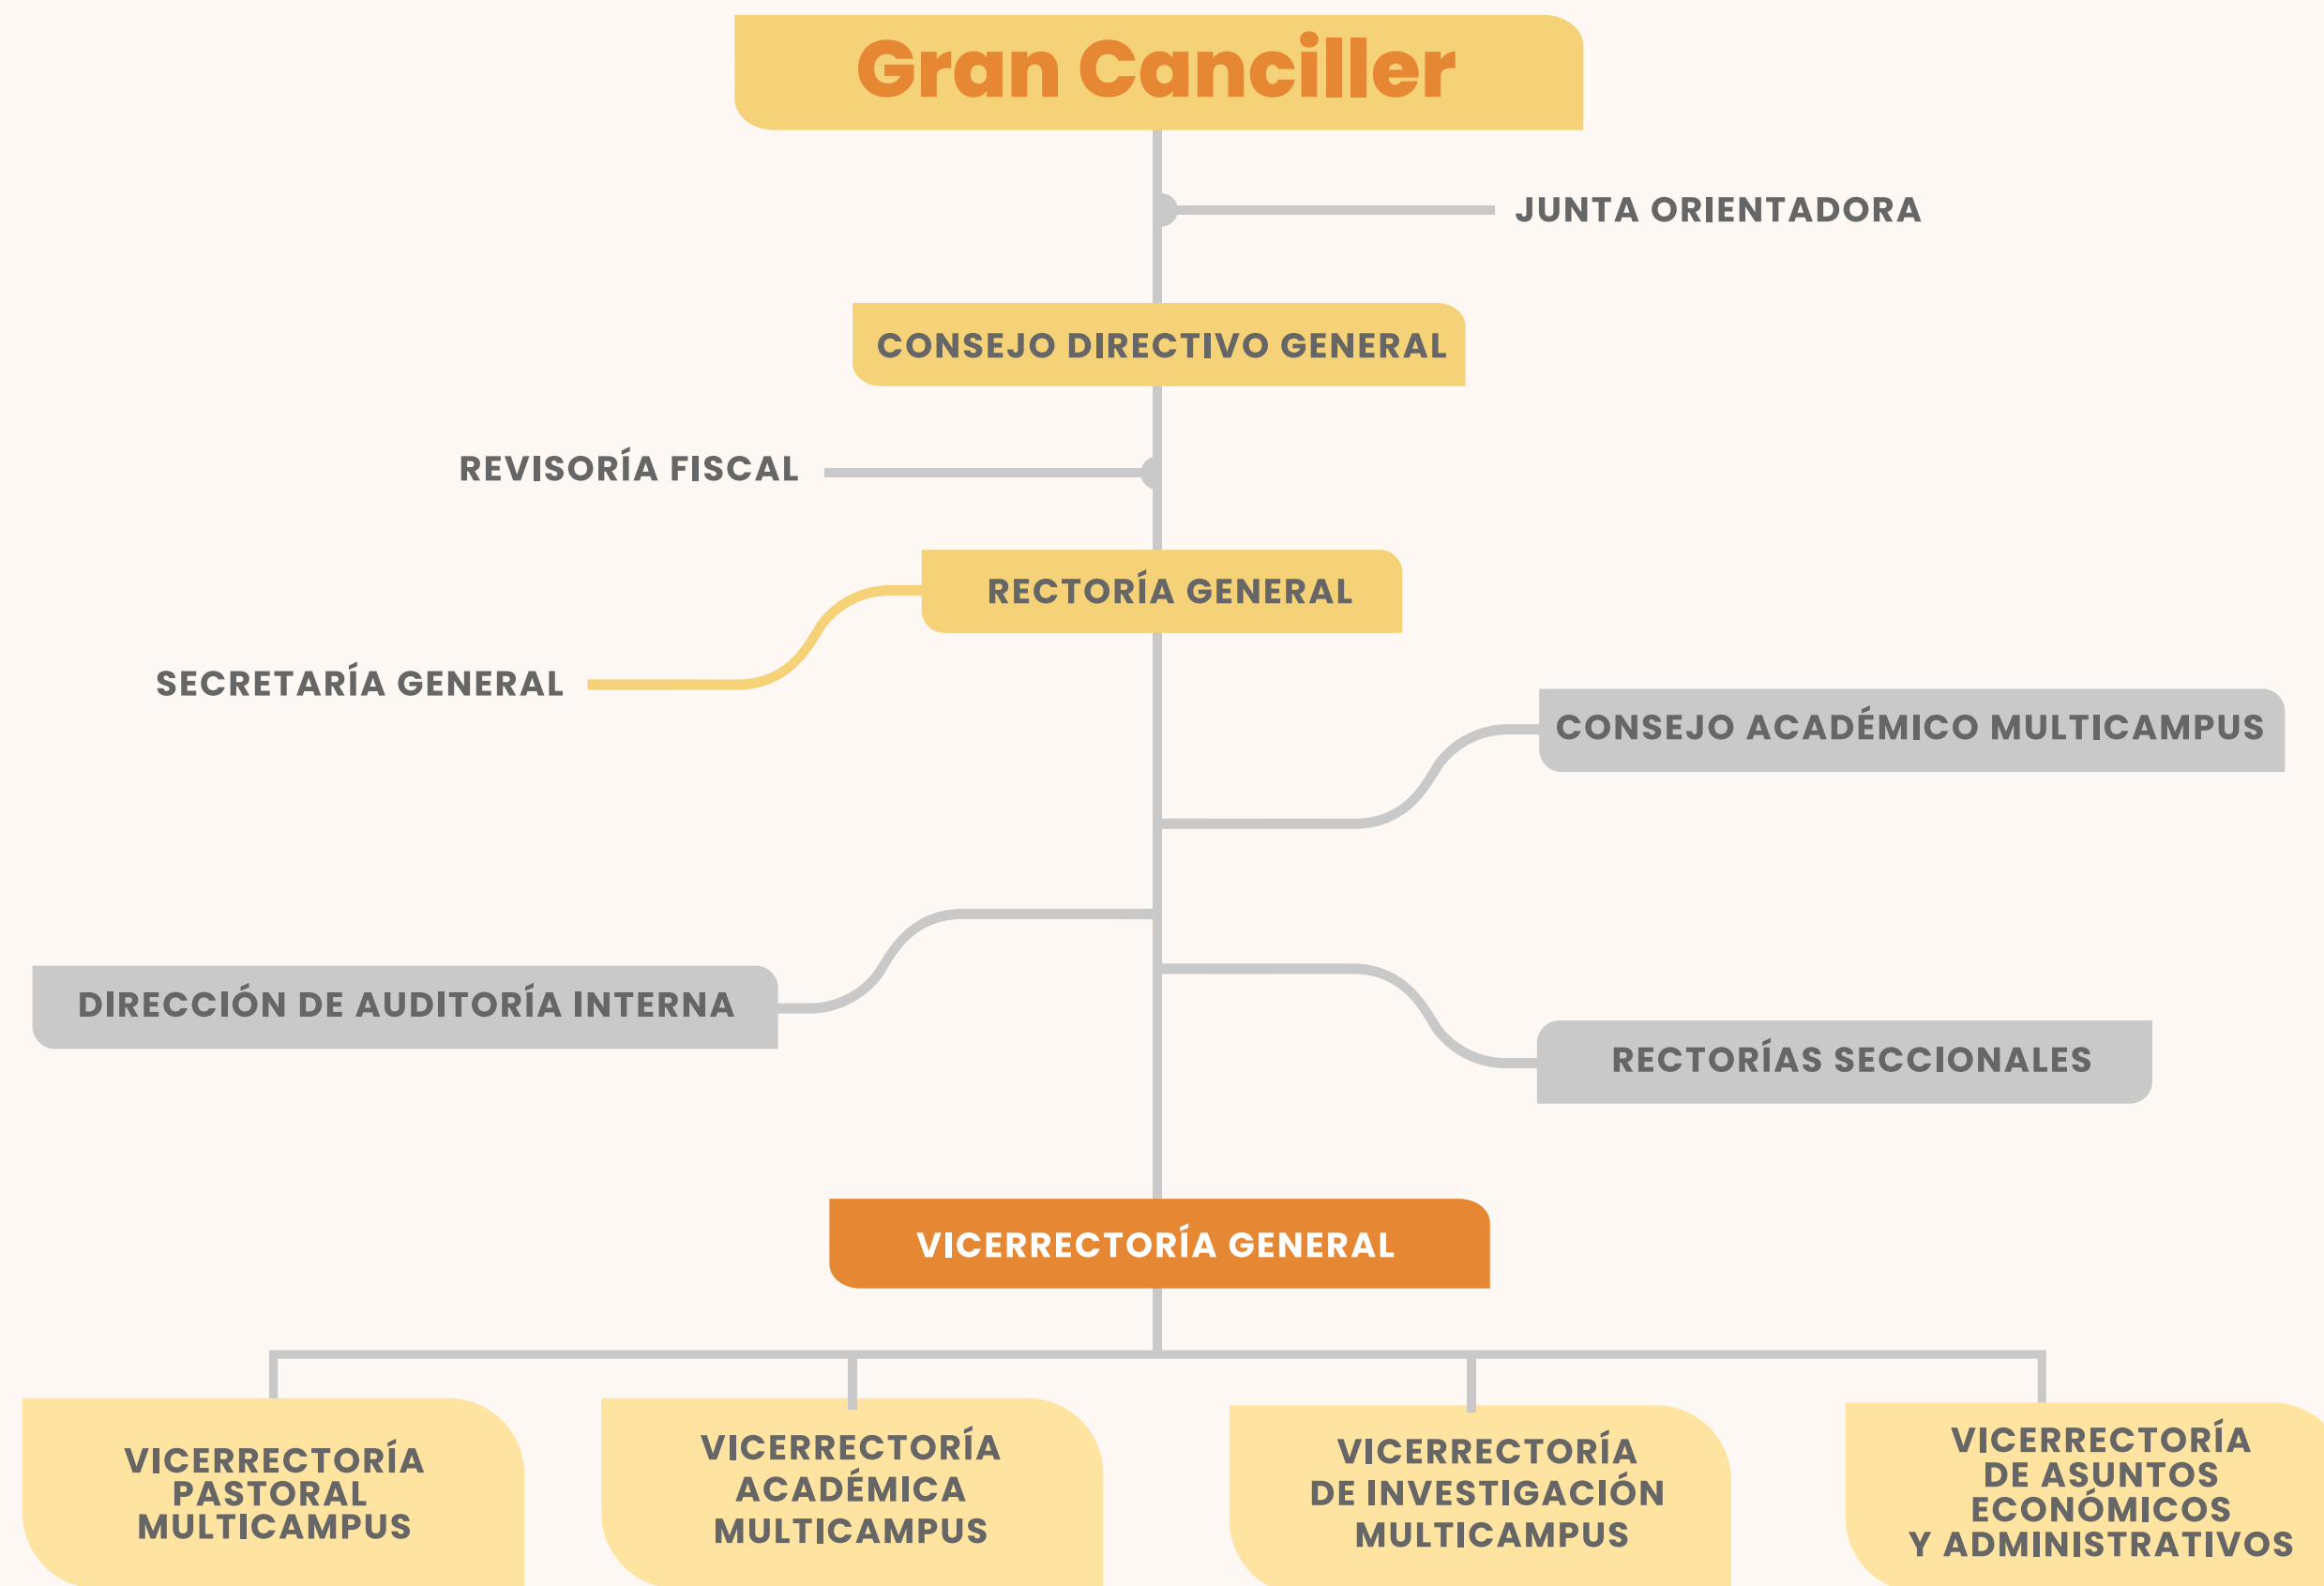 Gran Canciller
JUNTA ORIENTADORA
CONSEJO DIRECTIVO GENERAL
REVISORÍA FISCAL
RECTORÍA GENERAL
SECRETARÍA GENERAL
CONSEJO ACADÉMICO MULTICAMPUS
DIRECCIÓN DE AUDITORÍA INTERNA
RECTORÍAS SECCIONALES
VICERRECTORÍA GENERAL
VICERRECTORÍA
PASTORAL
MULTICAMPUS
VICERRECTORÍA
ACADÉMICA
MULTICAMPUS
VICERRECTORÍA
DE INVESTIGACIÓN
MULTICAMPUS
VICERRECTORÍA
DE ASUNTOS
ECONÓMICOS
Y ADMINISTRATIVOS